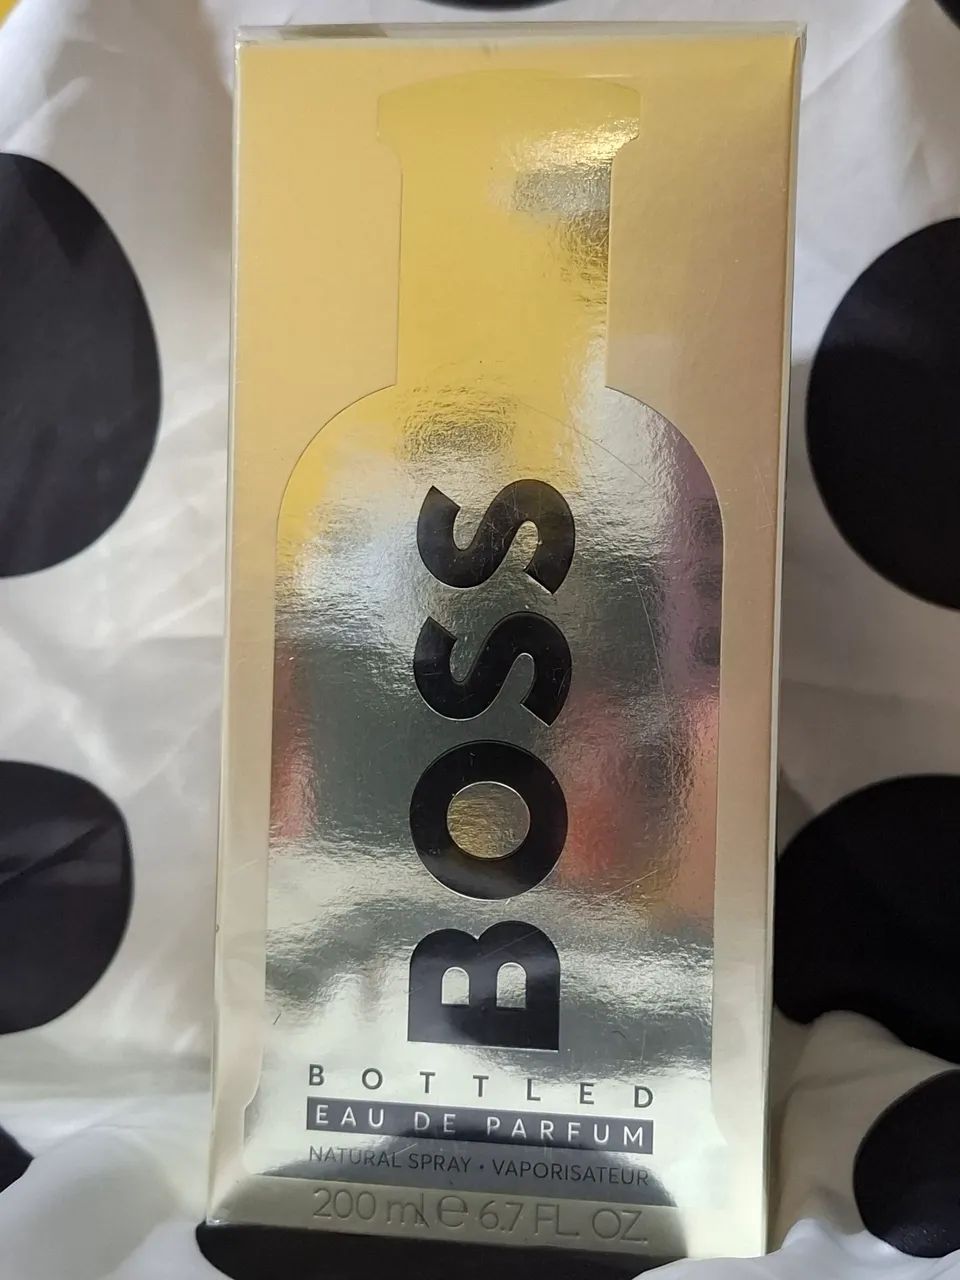 BOSS
BOTTLED
EAU DE PARFUM
NATURAL SPRAY • VAPORISATEUR
200 ml e 6.7 FL. OZ.